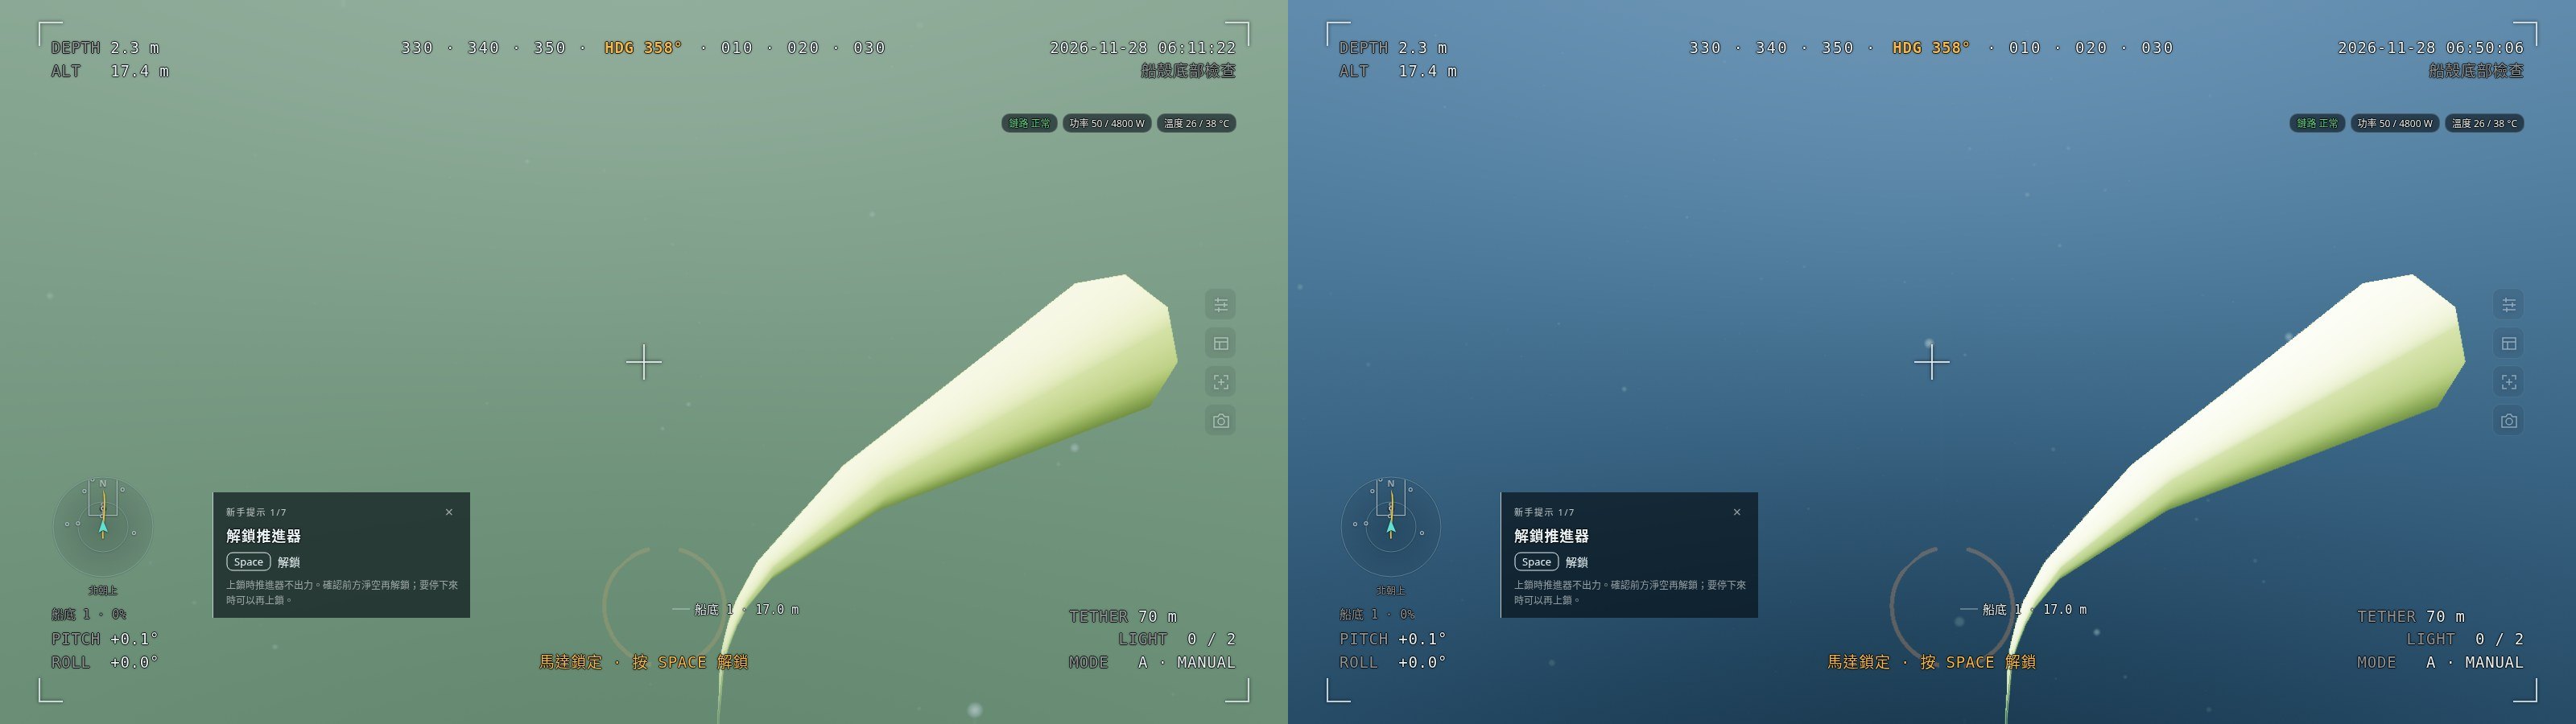 DEPTH 2.3 m
ALT 17.4 m
330 · 340 · 350 · HDG 358° · 010 · 020 · 030
2026-11-28 06:11:22
船殼底部檢查
鏈路 正常
功率 50 / 4800 W
溫度 26 / 38 °C
N
北朝上
船底 1 · 0%
PITCH +0.1°
ROLL +0.0°
新手提示 1/7
解鎖推進器
Space 解鎖
上鎖時推進器不出力。確認前方淨空再解鎖；要停下來
時可以再上鎖。
船底 1 · 17.0 m
馬達鎖定 · 按 SPACE 解鎖
TETHER 70 m
LIGHT 0 / 2
MODE A · MANUAL
DEPTH 2.3 m
ALT 17.4 m
330 · 340 · 350 · HDG 358° · 010 · 020 · 030
2026-11-28 06:50:06
船殼底部檢查
鏈路 正常
功率 50 / 4800 W
溫度 26 / 38 °C
N
北朝上
船底 1 · 0%
PITCH +0.1°
ROLL +0.0°
新手提示 1/7
解鎖推進器
Space 解鎖
上鎖時推進器不出力。確認前方淨空再解鎖；要停下來
時可以再上鎖。
船底 1 · 17.0 m
馬達鎖定 · 按 SPACE 解鎖
TETHER 70 m
LIGHT 0 / 2
MODE A · MANUAL